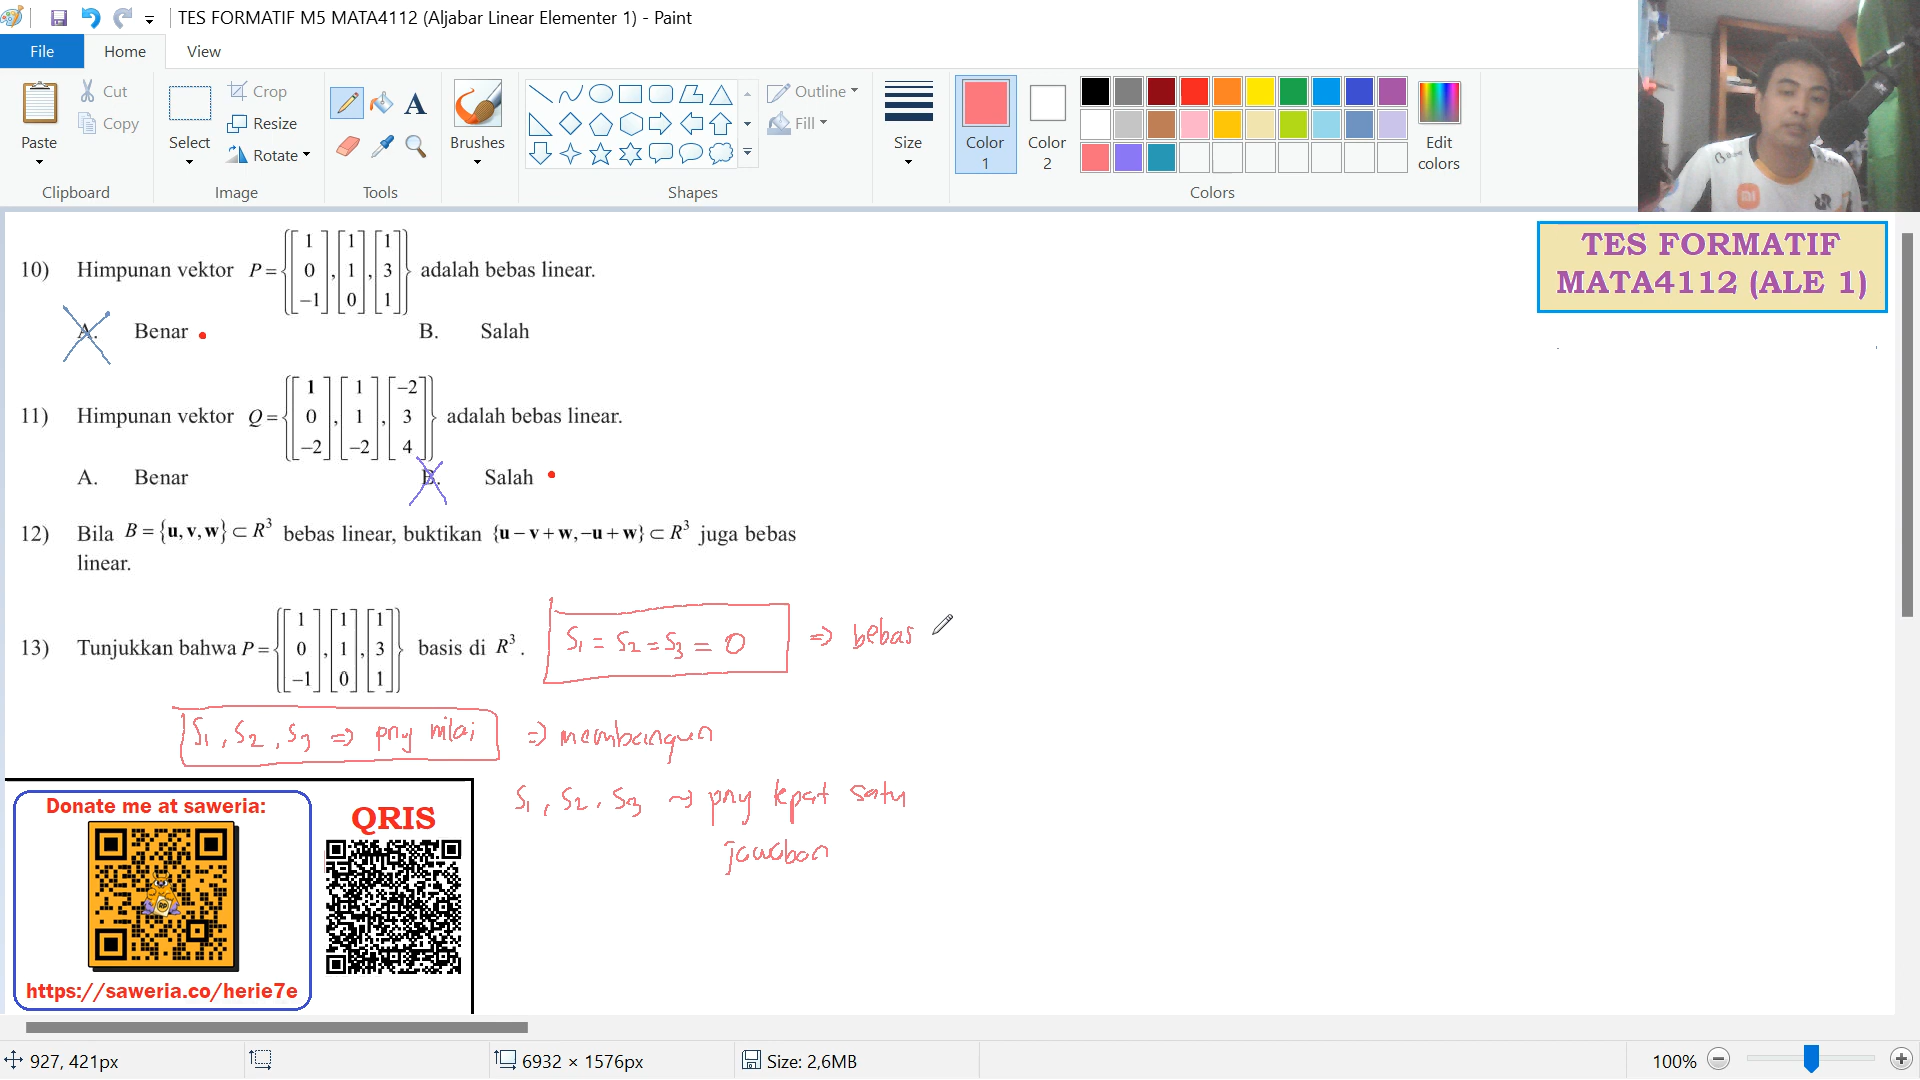 TES FORMATIF M5 MATA4112 (Aljabar Linear Elementer 1) - Paint
File Home View
Paste
Cut
Copy
Clipboard
Select
Crop
Resize
Rotate
Image
A
Tools
Brushes
Shapes
Outline
Fill
Size
Color 1
Color 2
Edit colors
Colors
TES FORMATIF
MATA4112 (ALE 1)
10) Himpunan vektor P = {[1 0 −1], [1 1 0], [1 3 1]} adalah bebas linear.
A. Benar B. Salah
11) Himpunan vektor Q = {[1 0 −2], [1 1 −2], [−2 3 4]} adalah bebas linear.
A. Benar B. Salah
12) Bila B = {u, v, w} ⊂ R³ bebas linear, buktikan {u − v + w, −u + w} ⊂ R³ juga bebas
linear.
13) Tunjukkan bahwa P = {[1 0 −1], [1 1 0], [1 3 1]} basis di R³.
S₁ = S₂ = S₃ = 0 ⇒ bebas
S₁, S₂, S₃ ⇒ pny nilai ⇒ membangun
S₁, S₂, S₃ ~> pny tepat satu
jawaban
Donate me at saweria:
RP
https://saweria.co/herie7e
QRIS
927, 421px
6932 × 1576px
Size: 2,6MB
100%